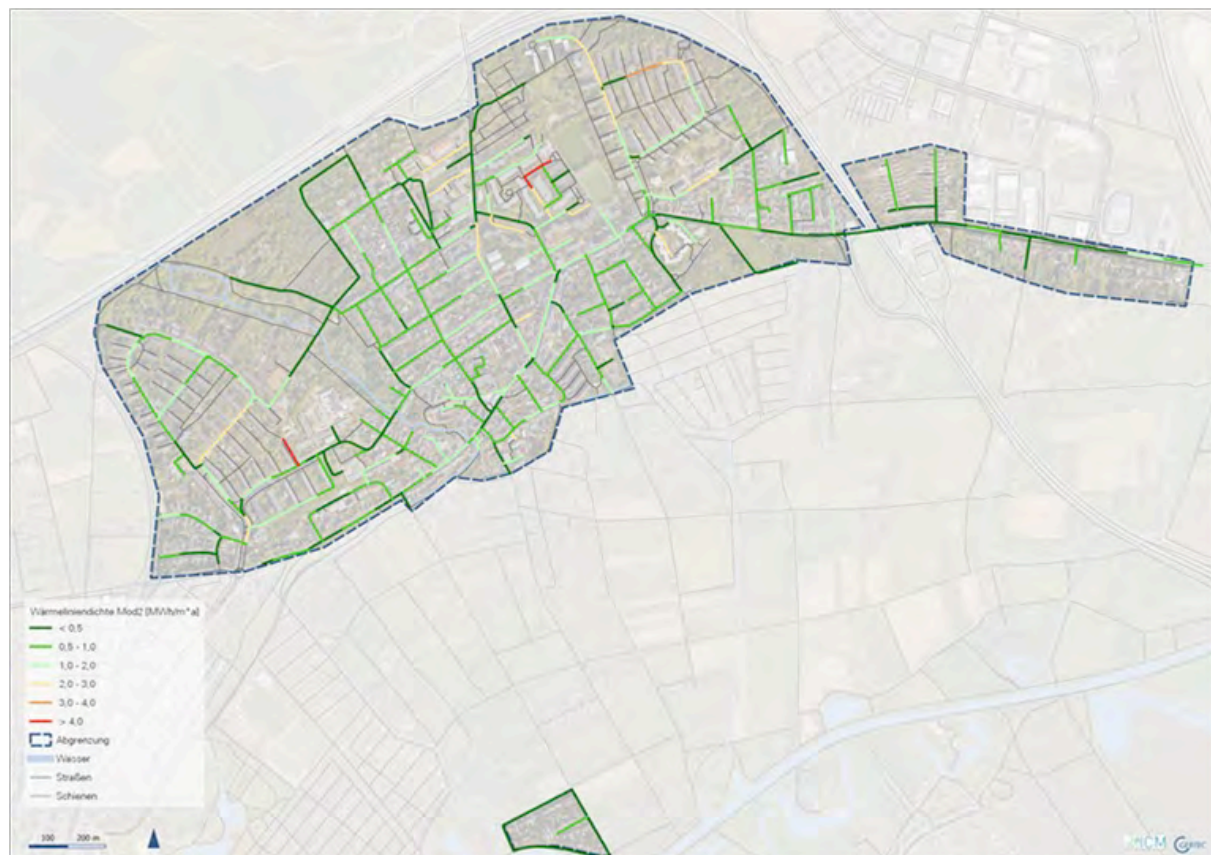 Wärmeliniendichte Mod2 [MWh/m*a]
< 0,5
0,5 - 1,0
1,0 - 2,0
2,0 - 3,0
3,0 - 4,0
> 4,0
Abgrenzung
Wasser
Straßen
Schienen
100 200 m
GERTEC